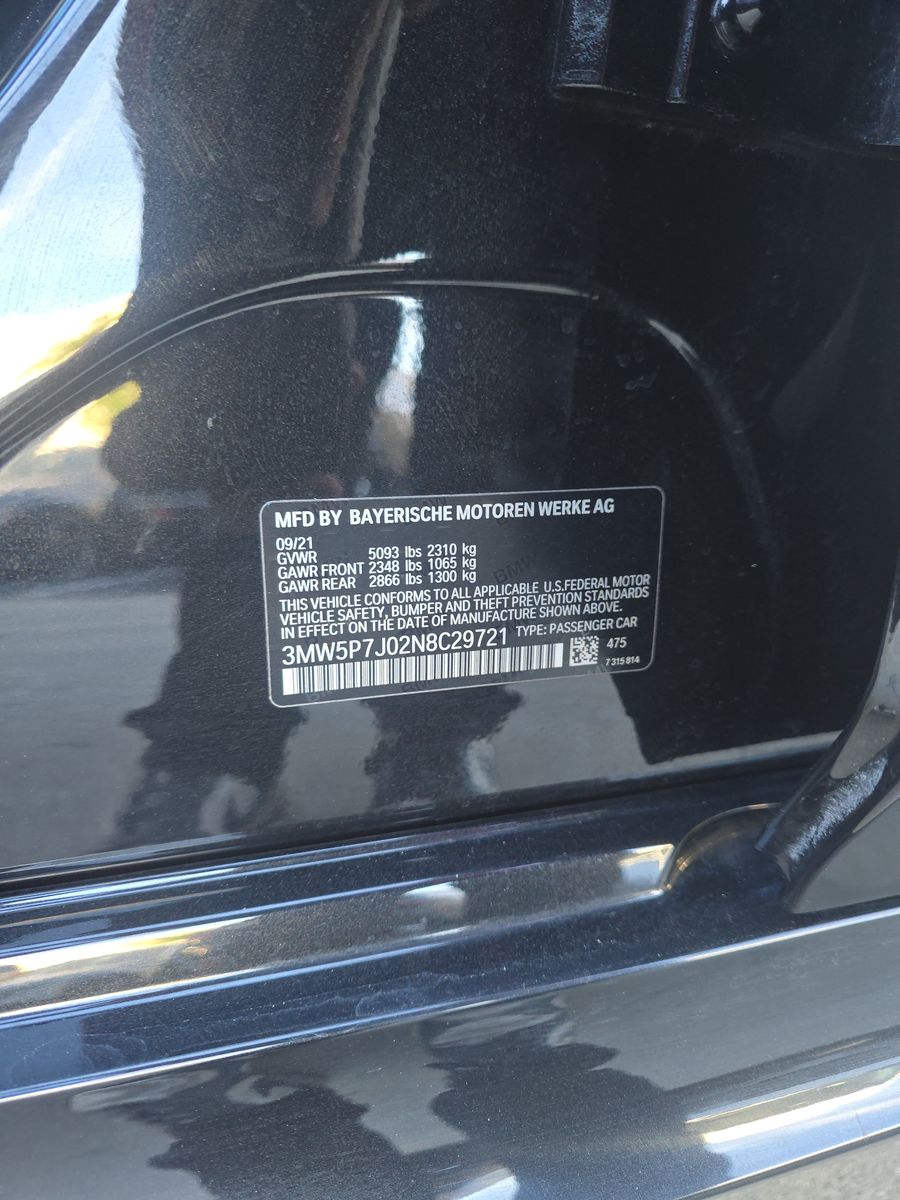 MFD BY BAYERISCHE MOTOREN WERKE AG
09/21
GVWR 5093 lbs 2310 kg
GAWR FRONT 2348 lbs 1065 kg
GAWR REAR 2866 lbs 1300 kg
THIS VEHICLE CONFORMS TO ALL APPLICABLE U.S.FEDERAL MOTOR
VEHICLE SAFETY, BUMPER AND THEFT PREVENTION STANDARDS
IN EFFECT ON THE DATE OF MANUFACTURE SHOWN ABOVE.
3MW5P7J02N8C29721 TYPE: PASSENGER CAR
475
7 315 814